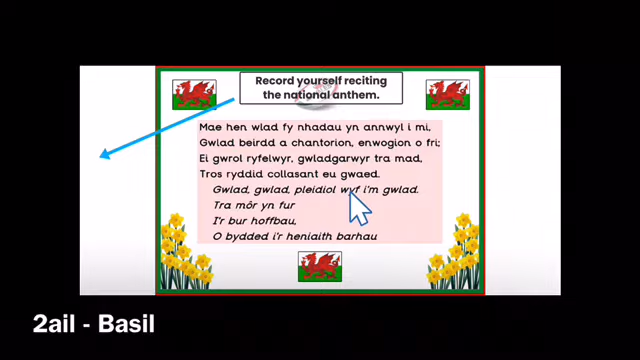 Record yourself reciting
the national anthem.
Mae hen wlad fy nhadau yn annwyl i mi,
Gwlad beirdd a chantorion, enwogion o fri;
Ei gwrol ryfelwyr, gwladgarwyr tra mad,
Tros ryddid collasant eu gwaed.
Gwlad, gwlad, pleidiol wyf i'm gwlad.
Tra môr yn fur
I'r bur hoffbau,
O bydded i'r heniaith barhau
2ail - Basil